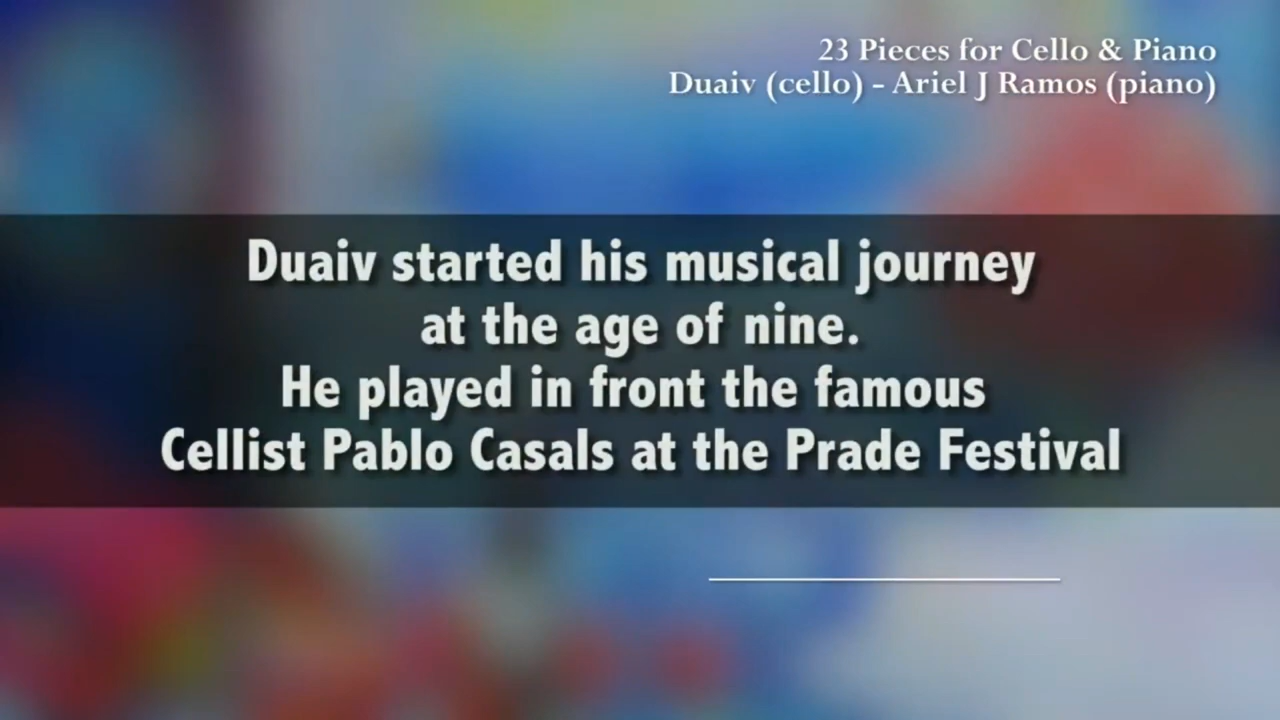 23 Pieces for Cello & Piano
Duaiv (cello) - Ariel J Ramos (piano)
Duaiv started his musical journey
at the age of nine.
He played in front the famous
Cellist Pablo Casals at the Prade Festival